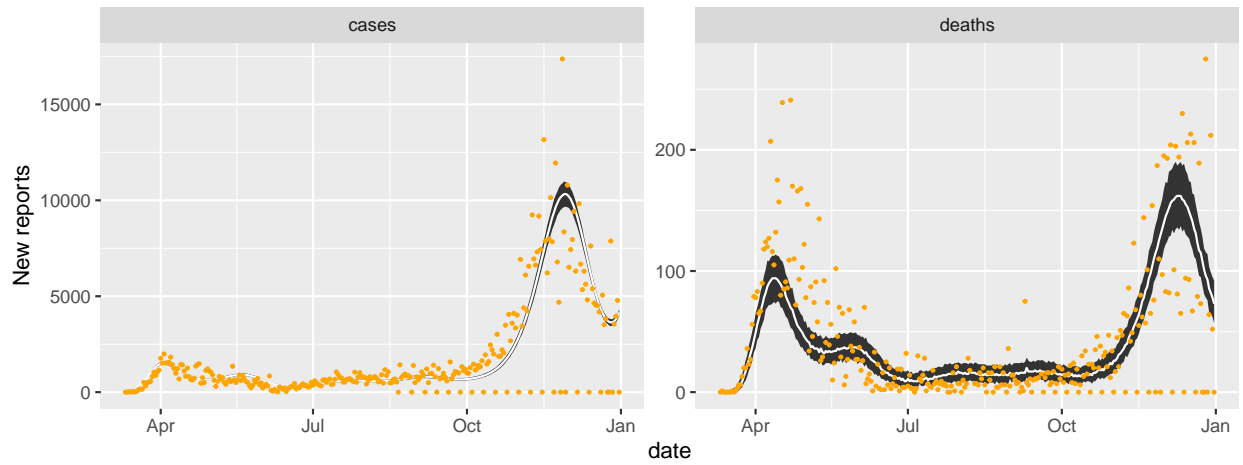 cases
deaths
New reports
15000
10000
5000
0
200
100
0
Apr
Jul
Oct
Jan
Apr
Jul
Oct
Jan
date